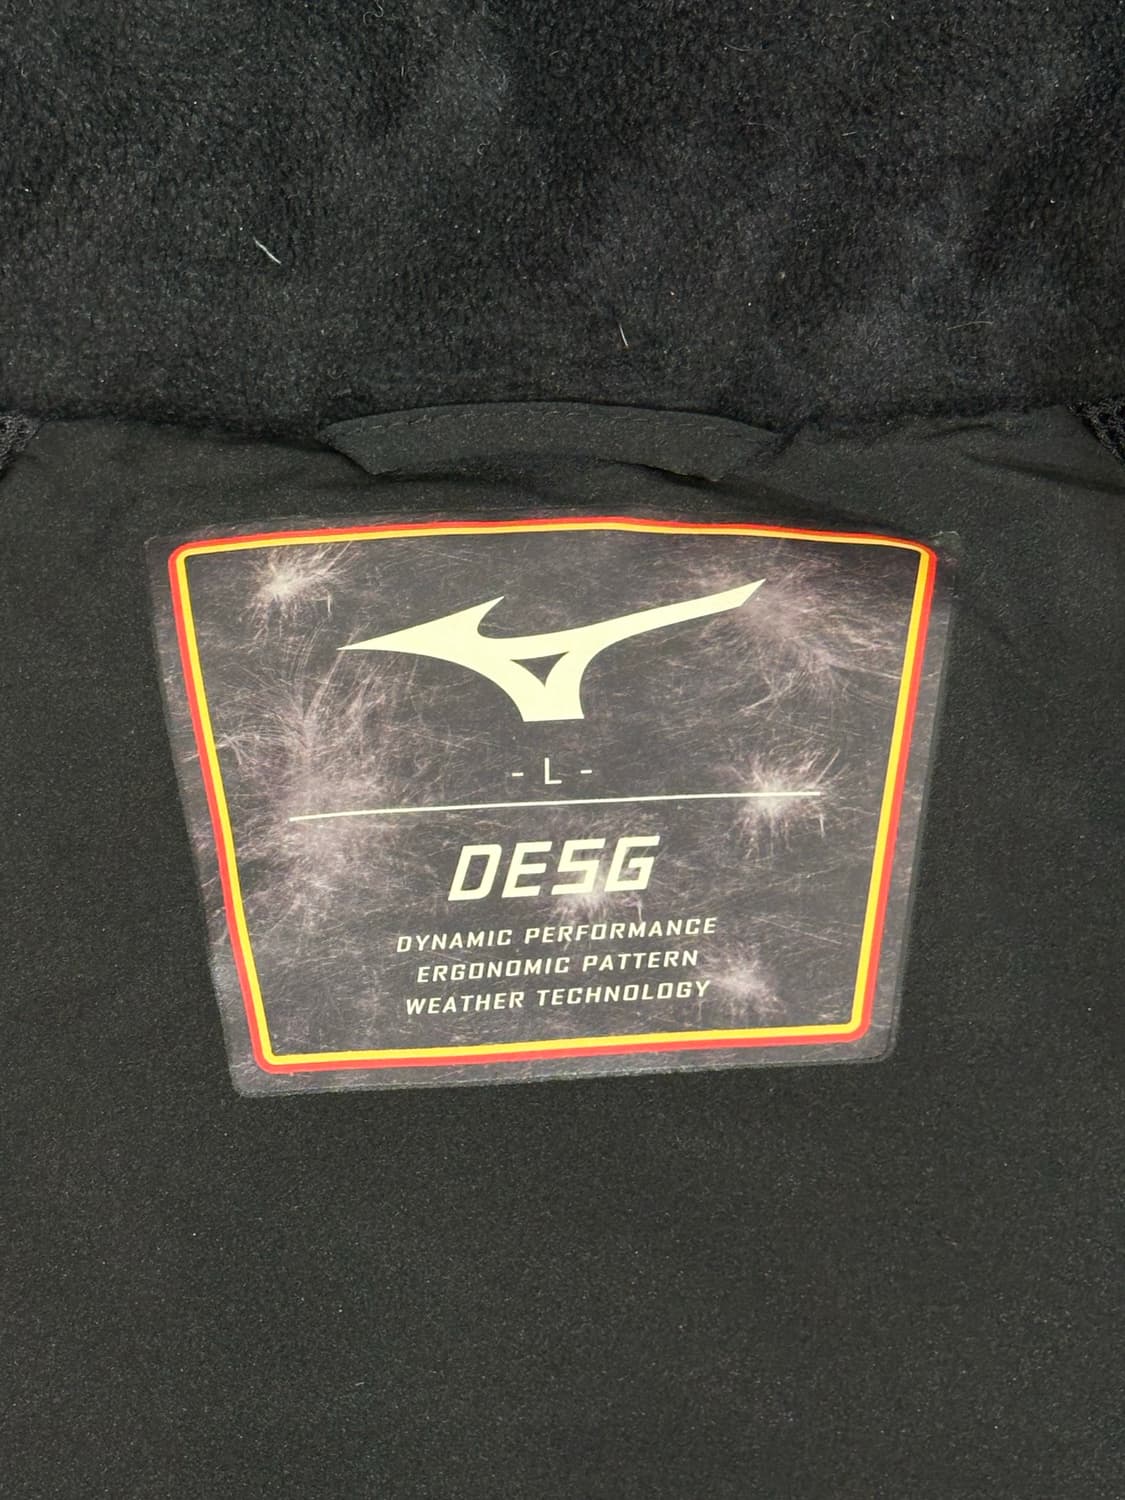 - L -
DESG
DYNAMIC PERFORMANCE
ERGONOMIC PATTERN
WEATHER TECHNOLOGY